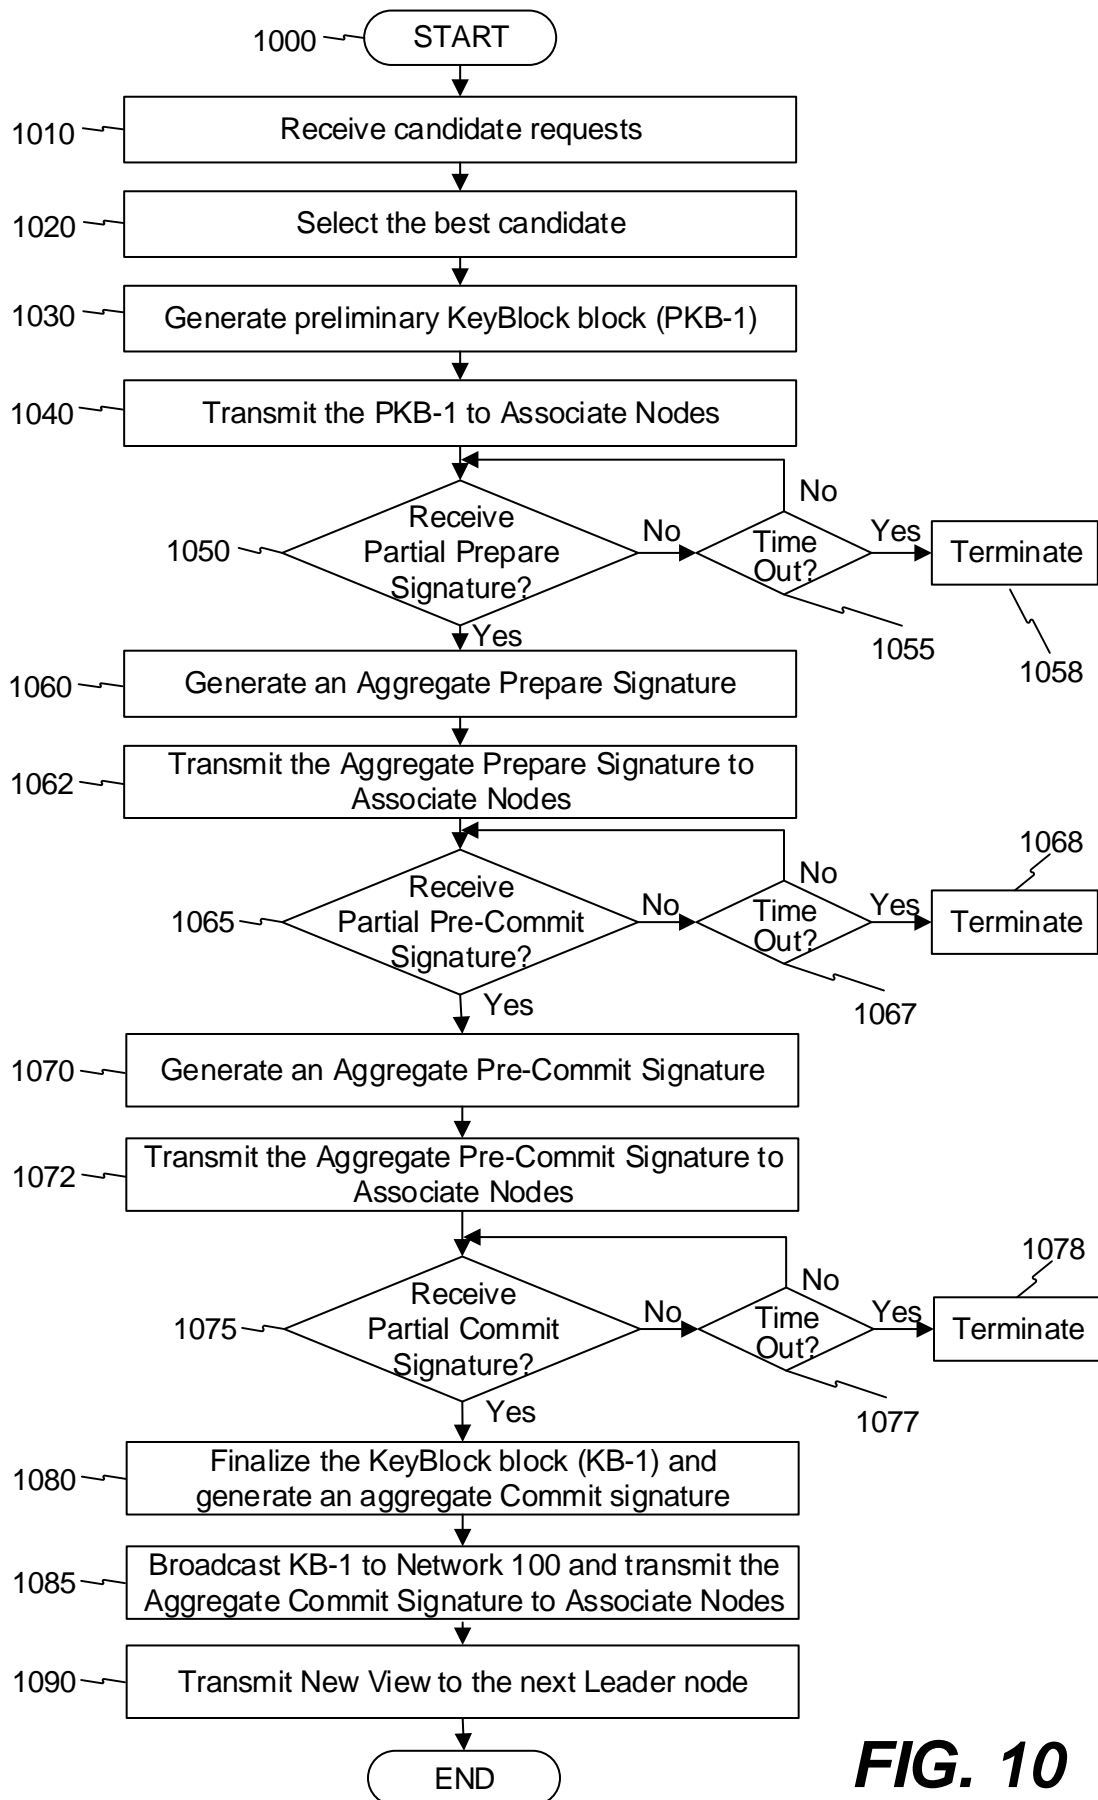 1000
START
1010
Receive candidate requests
1020
Select the best candidate
1030
Generate preliminary KeyBlock block (PKB-1)
1040
Transmit the PKB-1 to Associate Nodes
1050
Receive
Partial Prepare
Signature?
No
Time
Out?
No
Yes
Terminate
1055
1058
Yes
1060
Generate an Aggregate Prepare Signature
1062
Transmit the Aggregate Prepare Signature to
Associate Nodes
1065
Receive
Partial Pre-Commit
Signature?
No
Time
Out?
No
Yes
1068
Terminate
1067
Yes
1070
Generate an Aggregate Pre-Commit Signature
1072
Transmit the Aggregate Pre-Commit Signature to
Associate Nodes
1075
Receive
Partial Commit
Signature?
No
Time
Out?
No
Yes
1078
Terminate
1077
Yes
1080
Finalize the KeyBlock block (KB-1) and
generate an aggregate Commit signature
1085
Broadcast KB-1 to Network 100 and transmit the
Aggregate Commit Signature to Associate Nodes
1090
Transmit New View to the next Leader node
END
FIG. 10